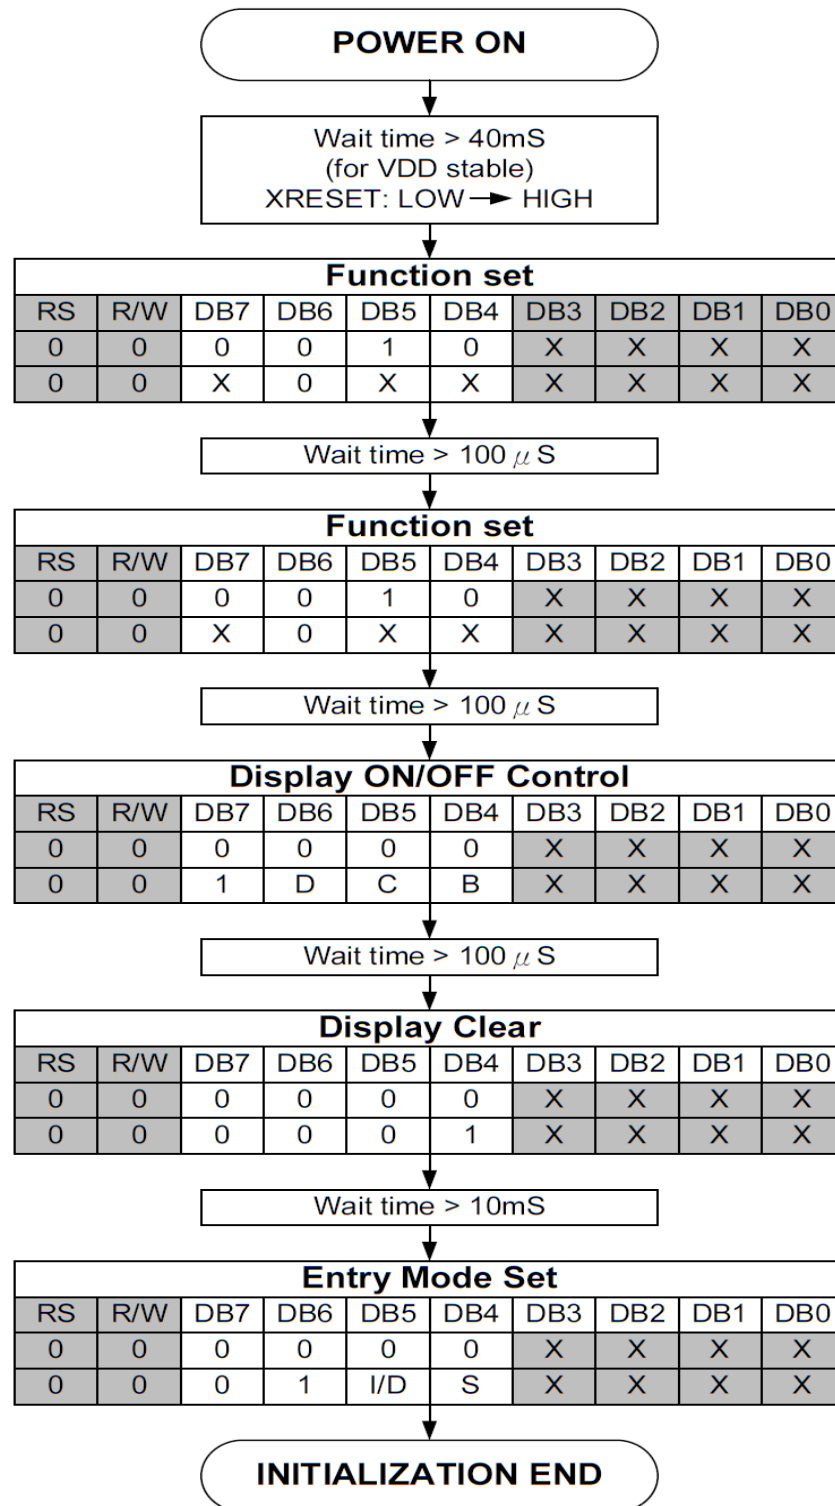 POWER ON
Wait time > 40mS
(for VDD stable)
XRESET: LOW → HIGH
Function set
RS R/W DB7 DB6 DB5 DB4 DB3 DB2 DB1 DB0
0 0 0 0 1 0 X X X X
0 0 X 0 X X X X X X
Wait time > 100 μS
Function set
RS R/W DB7 DB6 DB5 DB4 DB3 DB2 DB1 DB0
0 0 0 0 1 0 X X X X
0 0 X 0 X X X X X X
Wait time > 100 μS
Display ON/OFF Control
RS R/W DB7 DB6 DB5 DB4 DB3 DB2 DB1 DB0
0 0 0 0 0 0 X X X X
0 0 1 D C B X X X X
Wait time > 100 μS
Display Clear
RS R/W DB7 DB6 DB5 DB4 DB3 DB2 DB1 DB0
0 0 0 0 0 0 X X X X
0 0 0 0 0 1 X X X X
Wait time > 10mS
Entry Mode Set
RS R/W DB7 DB6 DB5 DB4 DB3 DB2 DB1 DB0
0 0 0 0 0 0 X X X X
0 0 0 1 I/D S X X X X
INITIALIZATION END